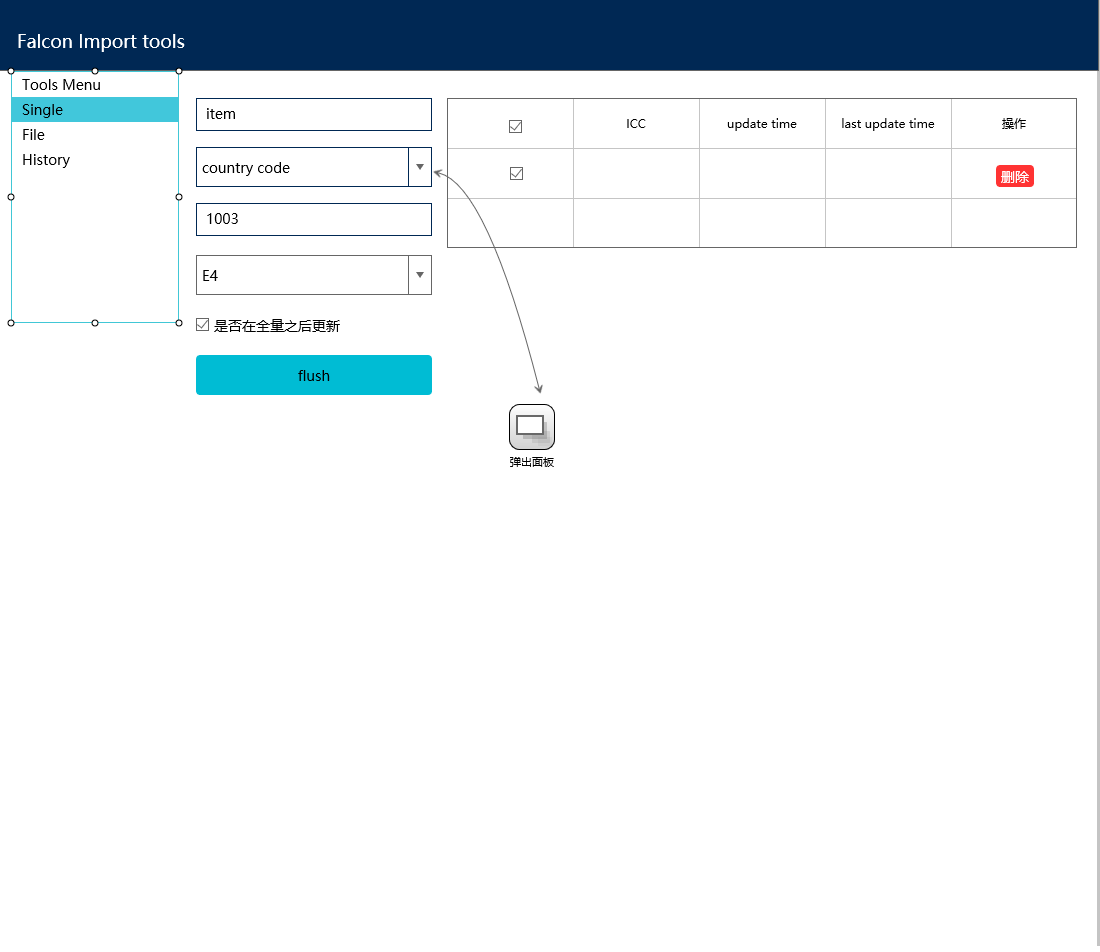 Falcon Import tools
Tools Menu
Single
File
History
item
country code
1003
E4
是否在全量之后更新
flush
ICC
update time
last update time
操作
删除
弹出面板